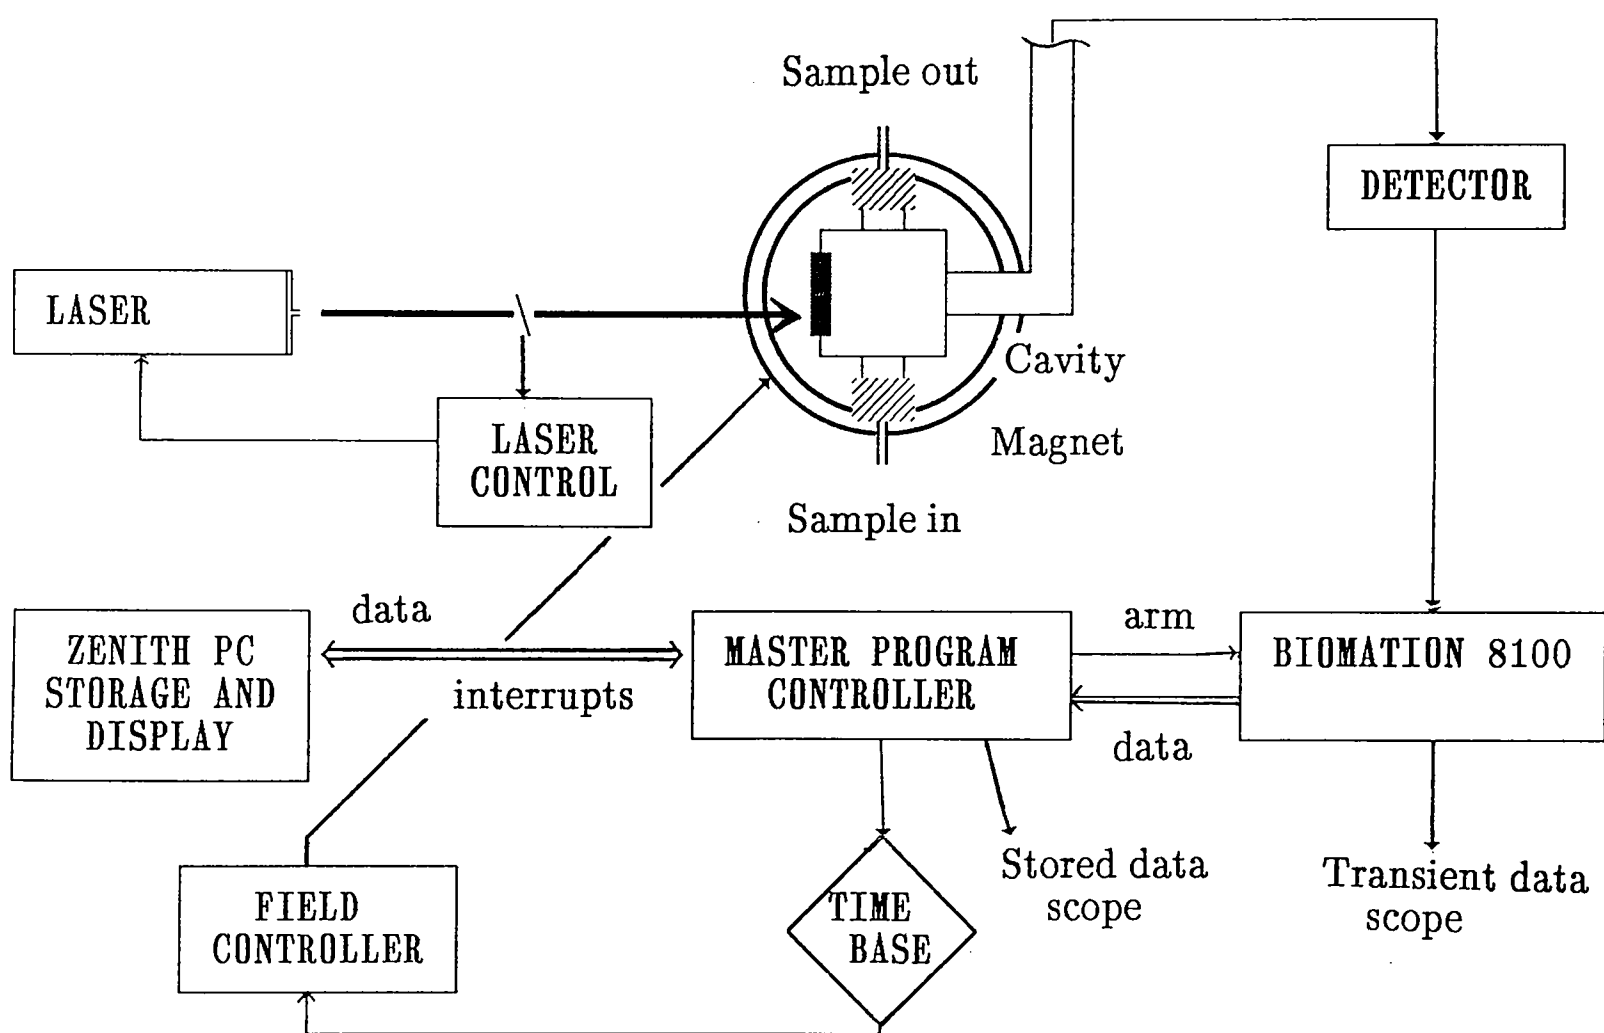 Sample out
DETECTOR
LASER
Cavity
LASER
CONTROL
Magnet
Sample in
data
interrupts
ZENITH PC
STORAGE AND
DISPLAY
MASTER PROGRAM
CONTROLLER
arm
data
BIOMATION 8100
Stored data
scope
Transient data
scope
TIME
BASE
FIELD
CONTROLLER